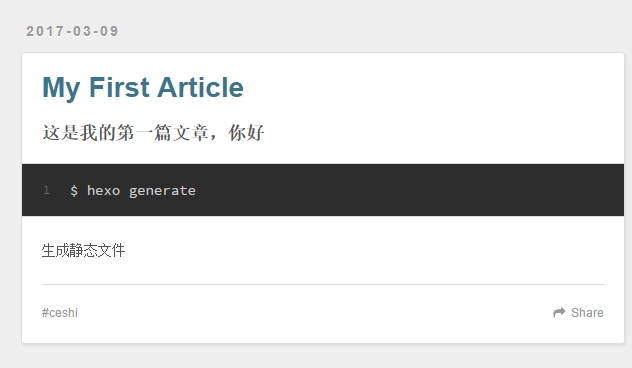 2017-03-09
My First Article
这是我的第一篇文章，你好
1 $ hexo generate
生成静态文件
#ceshi Share